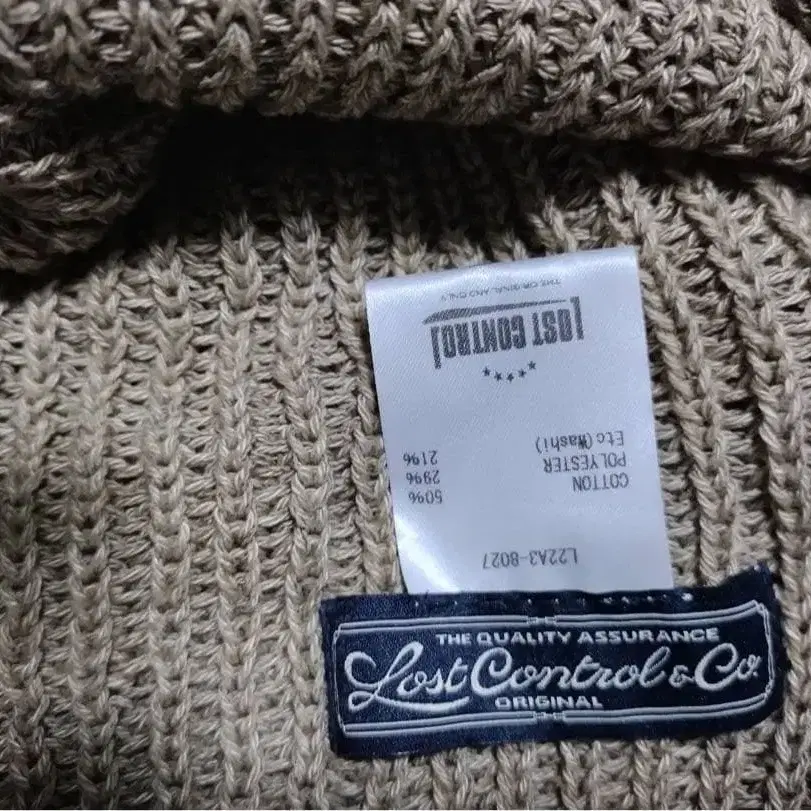 L22A3-8027
COTTON 50%
POLYESTER 29%
Etc(Washi) 21%
LOST CONTROL
THE ORIGINAL AND ONLY
THE QUALITY ASSURANCE
Lost Control & Co.
ORIGINAL